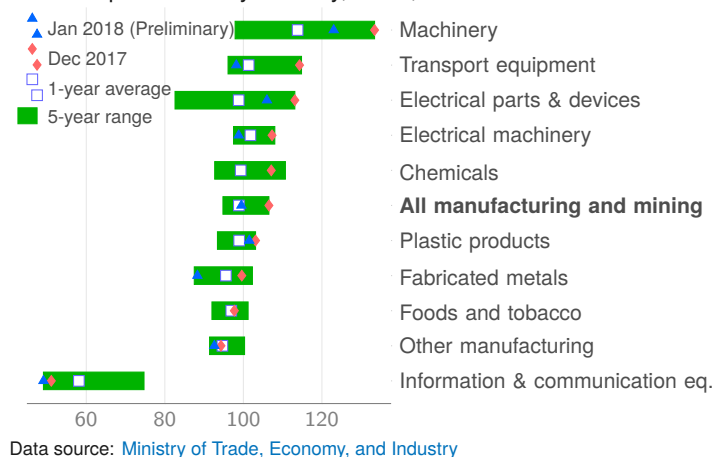 Jan 2018 (Preliminary)
Dec 2017
1-year average
5-year range
Machinery
Transport equipment
Electrical parts & devices
Electrical machinery
Chemicals
All manufacturing and mining
Plastic products
Fabricated metals
Foods and tobacco
Other manufacturing
Information & communication eq.
60 80 100 120
Data source: Ministry of Trade, Economy, and Industry